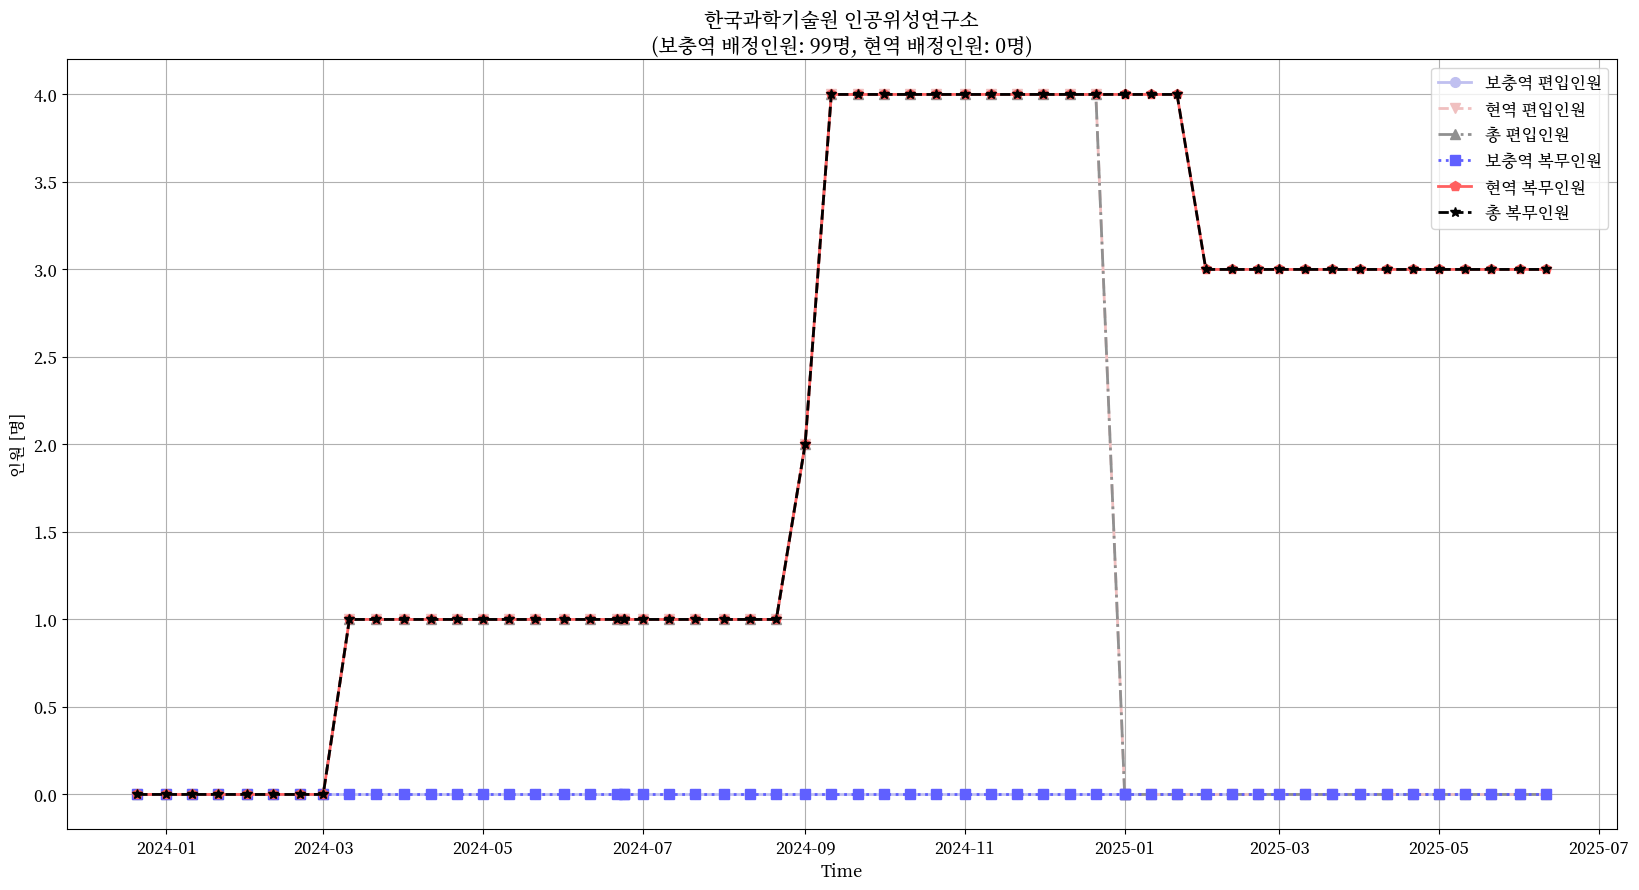 한국과학기술원 인공위성연구소
(보충역 배정인원: 99명, 현역 배정인원: 0명)
보충역 편입인원
현역 편입인원
총 편입인원
보충역 복무인원
현역 복무인원
총 복무인원
인원 [명]
4.0
3.5
3.0
2.5
2.0
1.5
1.0
0.5
0.0
2024-01
2024-03
2024-05
2024-07
2024-09
2024-11
2025-01
2025-03
2025-05
2025-07
Time